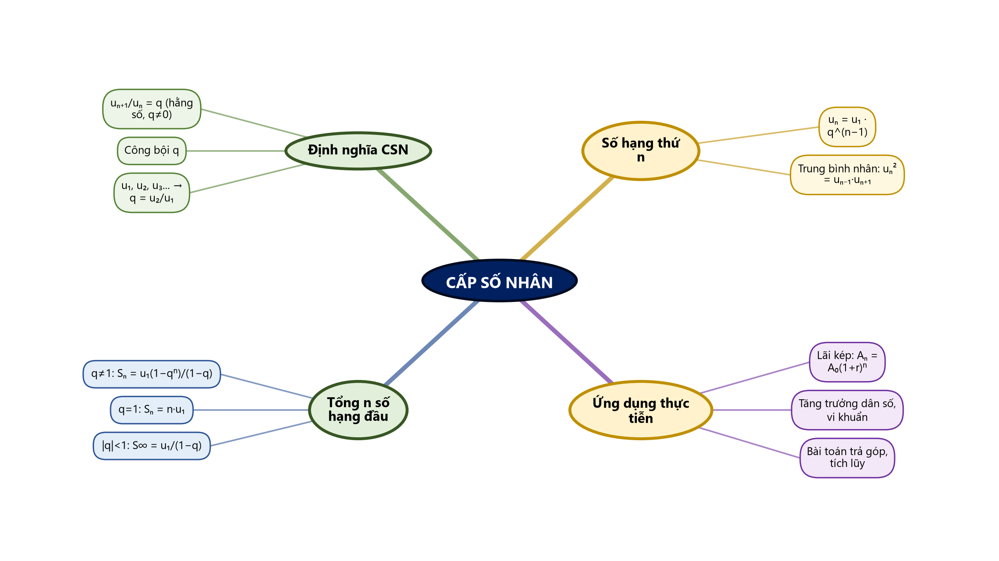 uₙ₊₁/uₙ = q (hằng
số, q≠0)
Công bội q
u₁, u₂, u₃... →
q = u₂/u₁
Định nghĩa CSN
Số hạng thứ
n
uₙ = u₁ ·
q^(n−1)
Trung bình nhân: uₙ²
= uₙ₋₁·uₙ₊₁
CẤP SỐ NHÂN
q≠1: Sₙ = u₁(1−qⁿ)/(1−q)
q=1: Sₙ = n·u₁
|q|<1: S∞ = u₁/(1−q)
Tổng n số
hạng đầu
Ứng dụng thực
tiễn
Lãi kép: Aₙ =
A₀(1+r)ⁿ
Tăng trưởng dân số,
vi khuẩn
Bài toán trả góp,
tích lũy